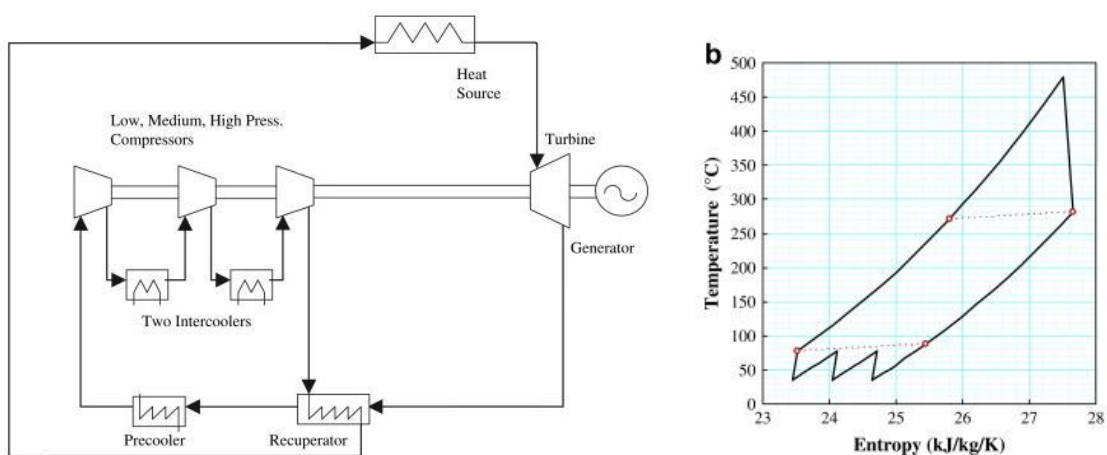 Heat
Source
Low, Medium, High Press.
Compressors
Turbine
Generator
Two Intercoolers
Precooler
Recuperator
b
500
450
400
350
300
250
200
150
100
50
0
Temperature (°C)
23
24
25
26
27
28
Entropy (kJ/kg/K)